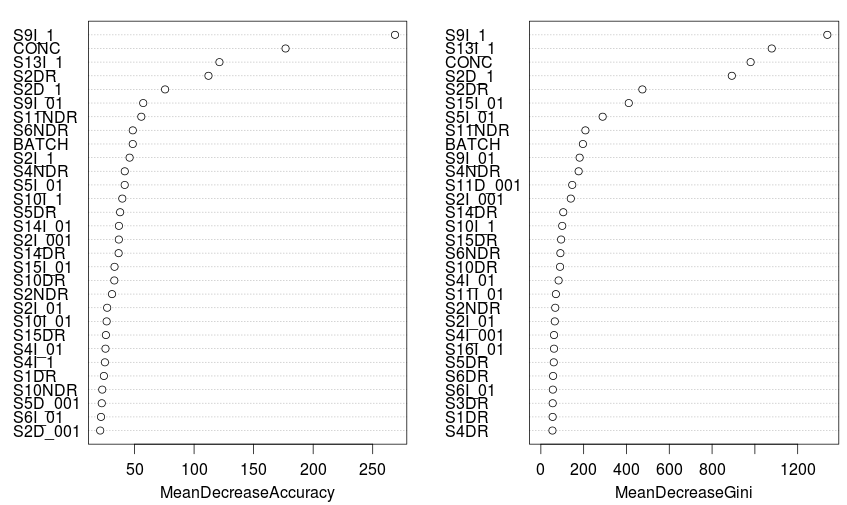 S9I_1
CONC
S13I_1
S2DR
S2D_1
S9I_01
S11NDR
S6NDR
BATCH
S2I_1
S4NDR
S5I_01
S10I_1
S5DR
S14I_01
S2I_001
S14DR
S15I_01
S10DR
S2NDR
S2I_01
S10I_01
S15DR
S4I_01
S4I_1
S1DR
S10NDR
S5D_001
S6I_01
S2D_001
50 100 150 200 250
MeanDecreaseAccuracy
S9I_1
S13I_1
CONC
S2D_1
S2DR
S15I_01
S5I_01
S11NDR
BATCH
S9I_01
S4NDR
S11D_001
S2I_001
S14DR
S10I_1
S15DR
S6NDR
S10DR
S4I_01
S11I_01
S2NDR
S2I_01
S4I_001
S16I_01
S5DR
S6DR
S6I_01
S3DR
S1DR
S4DR
0 200 400 600 800 1200
MeanDecreaseGini